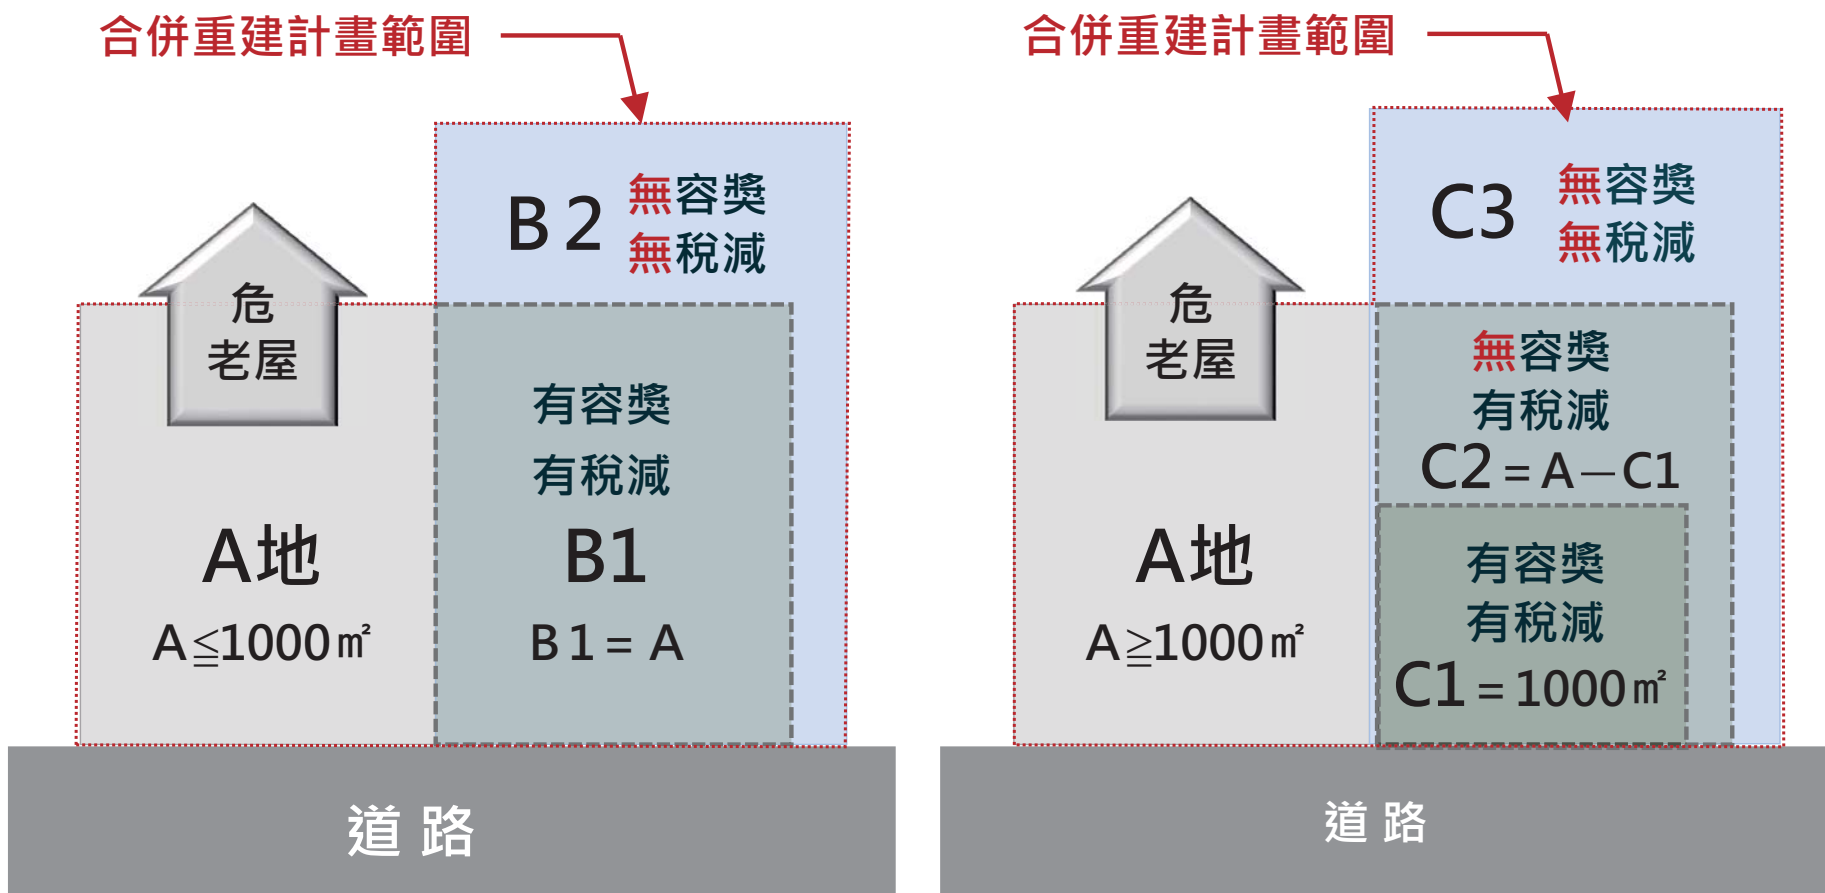 合併重建計畫範圍
B2
無容獎
無稅減
危
老屋
有容獎
有稅減
A地
B1
A≦1000㎡
B1=A
道路
合併重建計畫範圍
C3
無容獎
無稅減
危
老屋
無容獎
有稅減
C2=A－C1
A地
有容獎
有稅減
A≧1000㎡
C1=1000㎡
道路